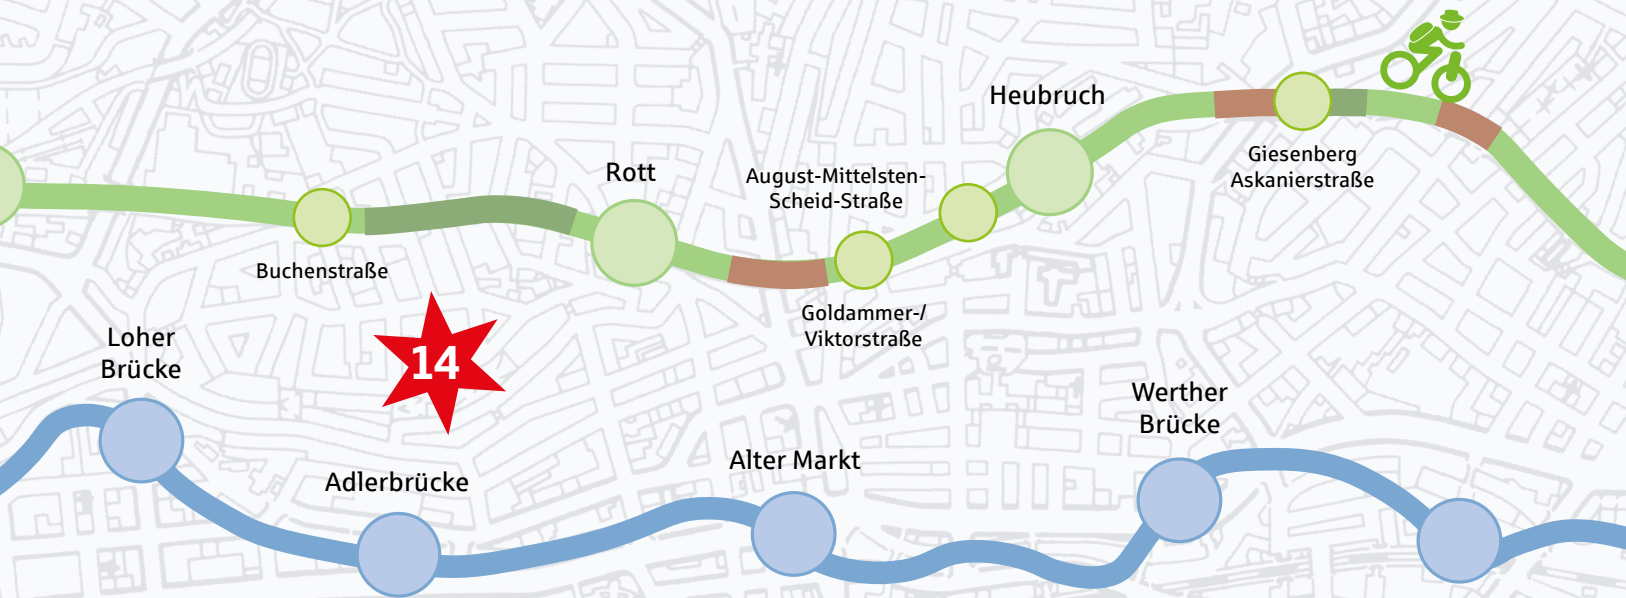 Heubruch
Giesenberg
Askanierstraße
Rott
August-Mittelsten-
Scheid-Straße
Buchenstraße
Goldammer-/
Viktorstraße
Loher
Brücke
14
Werther
Brücke
Adlerbrücke
Alter Markt